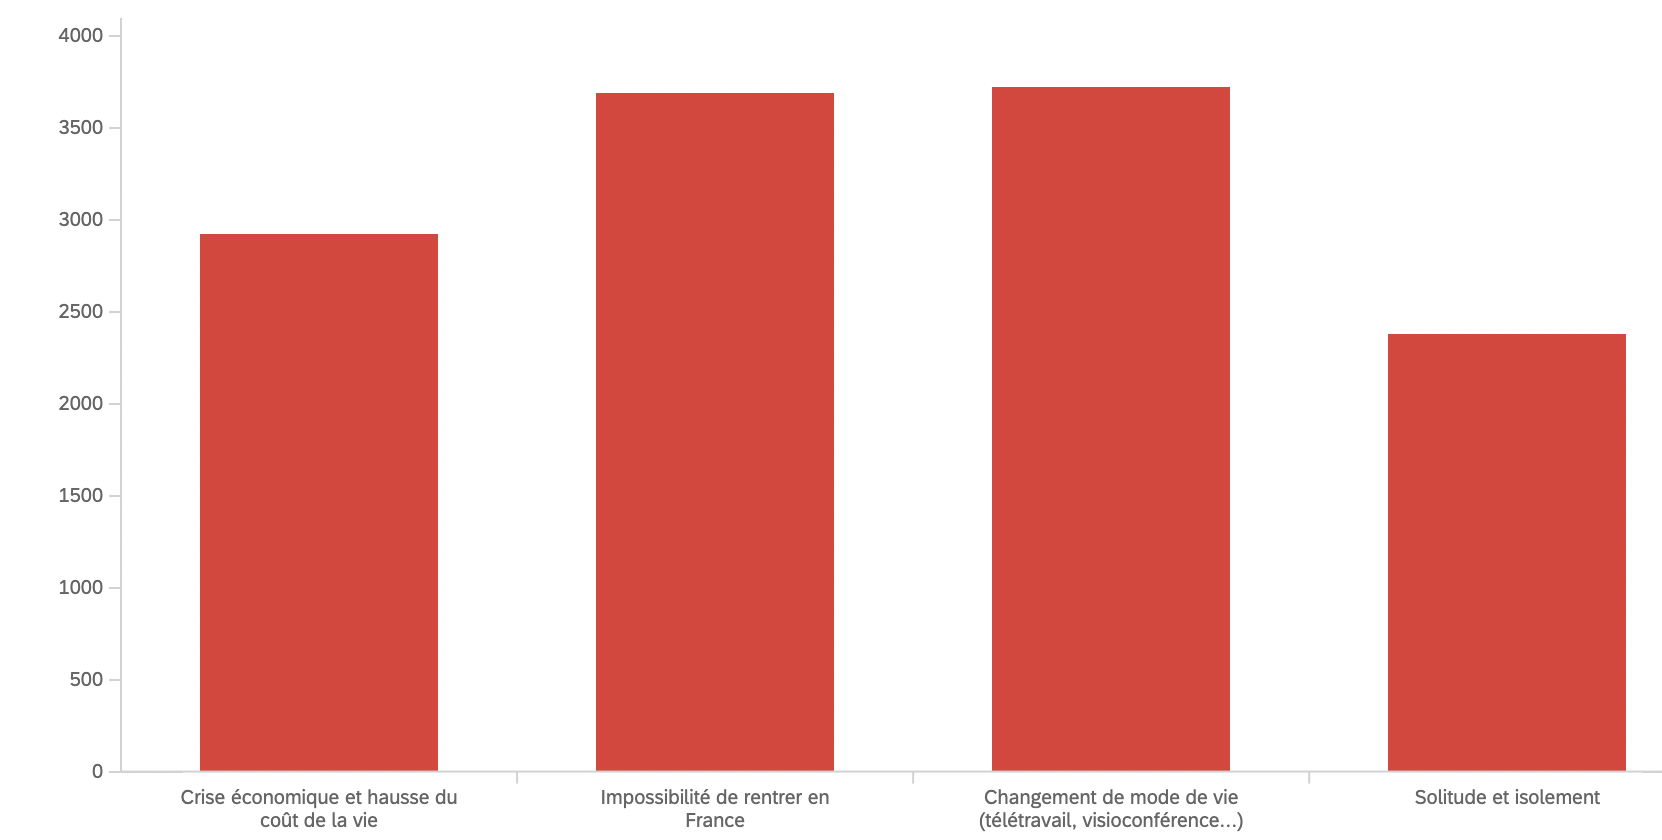 4000
3500
3000
2500
2000
1500
1000
500
0
Crise économique et hausse du
coût de la vie
Impossibilité de rentrer en
France
Changement de mode de vie
(télétravail, visioconférence...)
Solitude et isolement